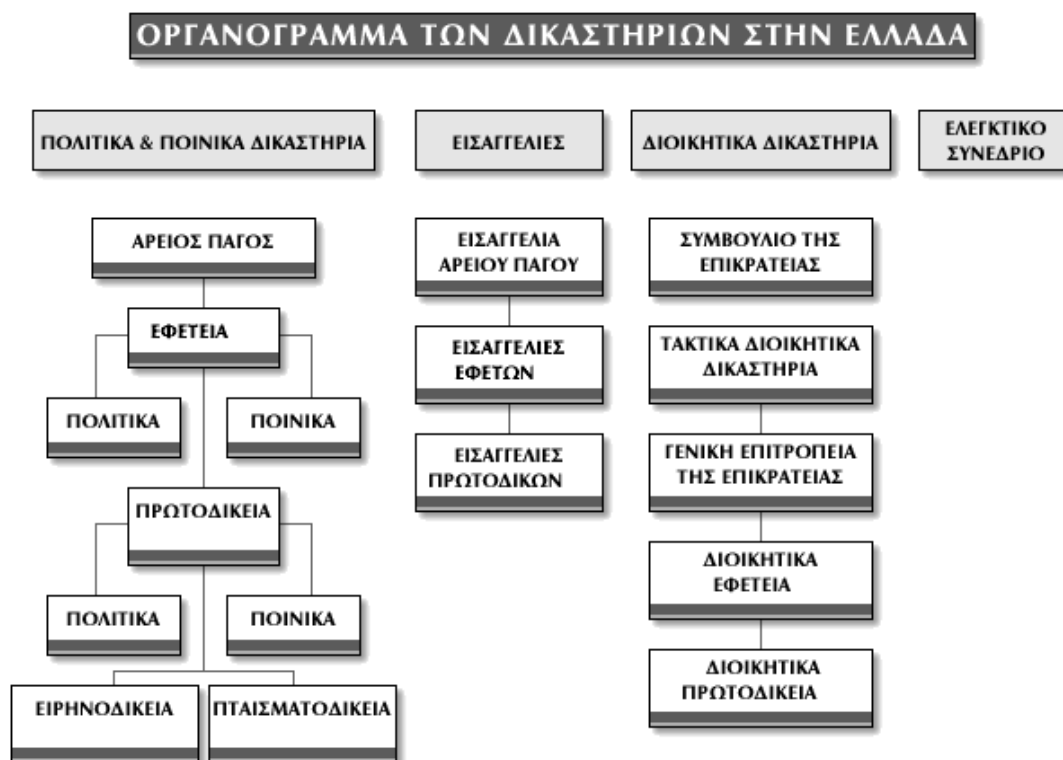 ΟΡΓΑΝΟΓΡΑΜΜΑ ΤΩΝ ΔΙΚΑΣΤΗΡΙΩΝ ΣΤΗΝ ΕΛΛΑΔΑ
ΠΟΛΙΤΙΚΑ & ΠΟΙΝΙΚΑ ΔΙΚΑΣΤΗΡΙΑ
ΑΡΕΙΟΣ ΠΑΓΟΣ
ΕΦΕΤΕΙΑ
ΠΟΛΙΤΙΚΑ
ΠΟΙΝΙΚΑ
ΠΡΩΤΟΔΙΚΕΙΑ
ΠΟΛΙΤΙΚΑ
ΠΟΙΝΙΚΑ
ΕΙΡΗΝΟΔΙΚΕΙΑ
ΠΤΑΙΣΜΑΤΟΔΙΚΕΙΑ
ΕΙΣΑΓΓΕΛΙΕΣ
ΕΙΣΑΓΓΕΛΙΑ
ΑΡΕΙΟΥ ΠΑΓΟΥ
ΕΙΣΑΓΓΕΛΙΕΣ
ΕΦΕΤΩΝ
ΕΙΣΑΓΓΕΛΙΕΣ
ΠΡΩΤΟΔΙΚΩΝ
ΔΙΟΙΚΗΤΙΚΑ ΔΙΚΑΣΤΗΡΙΑ
ΣΥΜΒΟΥΛΙΟ ΤΗΣ
ΕΠΙΚΡΑΤΕΙΑΣ
ΤΑΚΤΙΚΑ ΔΙΟΙΚΗΤΙΚΑ
ΔΙΚΑΣΤΗΡΙΑ
ΓΕΝΙΚΗ ΕΠΙΤΡΟΠΕΙΑ
ΤΗΣ ΕΠΙΚΡΑΤΕΙΑΣ
ΔΙΟΙΚΗΤΙΚΑ
ΕΦΕΤΕΙΑ
ΔΙΟΙΚΗΤΙΚΑ
ΠΡΩΤΟΔΙΚΕΙΑ
ΕΛΕΓΚΤΙΚΟ
ΣΥΝΕΔΡΙΟ